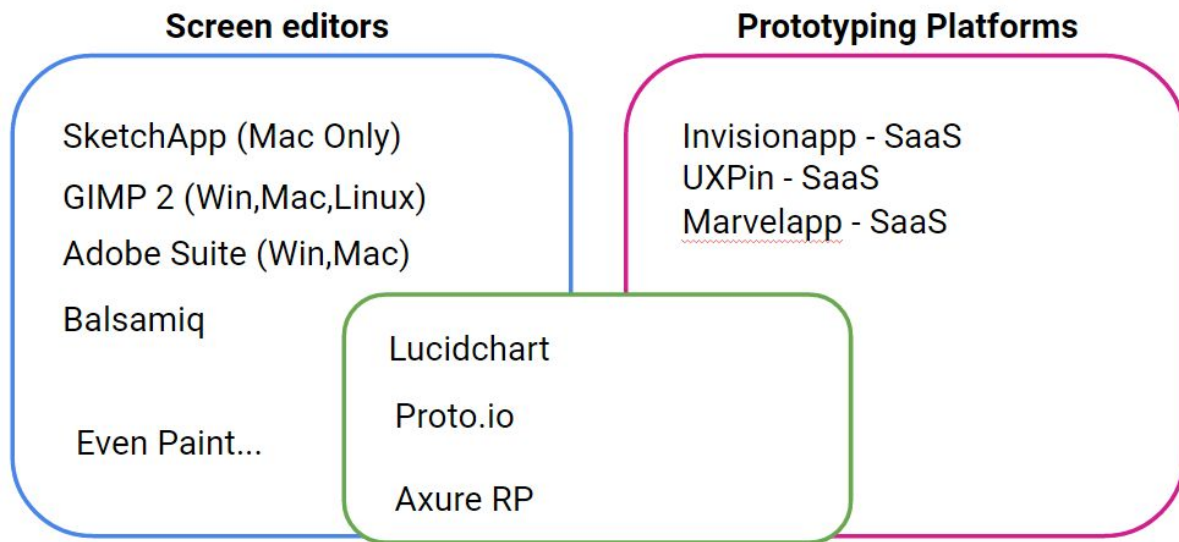 Screen editors
Prototyping Platforms
SketchApp (Mac Only)
GIMP 2 (Win,Mac,Linux)
Adobe Suite (Win,Mac)
Balsamiq
Even Paint...
Invisionapp - SaaS
UXPin - SaaS
Marvelapp - SaaS
Lucidchart
Proto.io
Axure RP